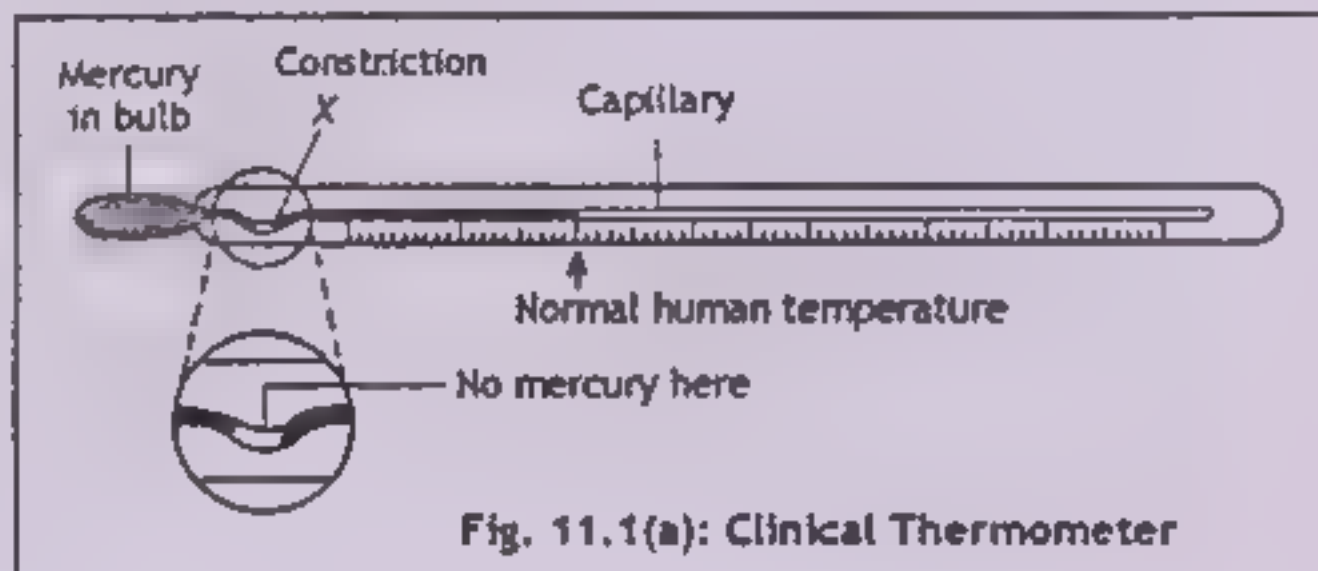 Mercury
in bulb
Constriction
X
Capillary
Normal human temperature
No mercury here
Fig. 11.1(a): Clinical Thermometer